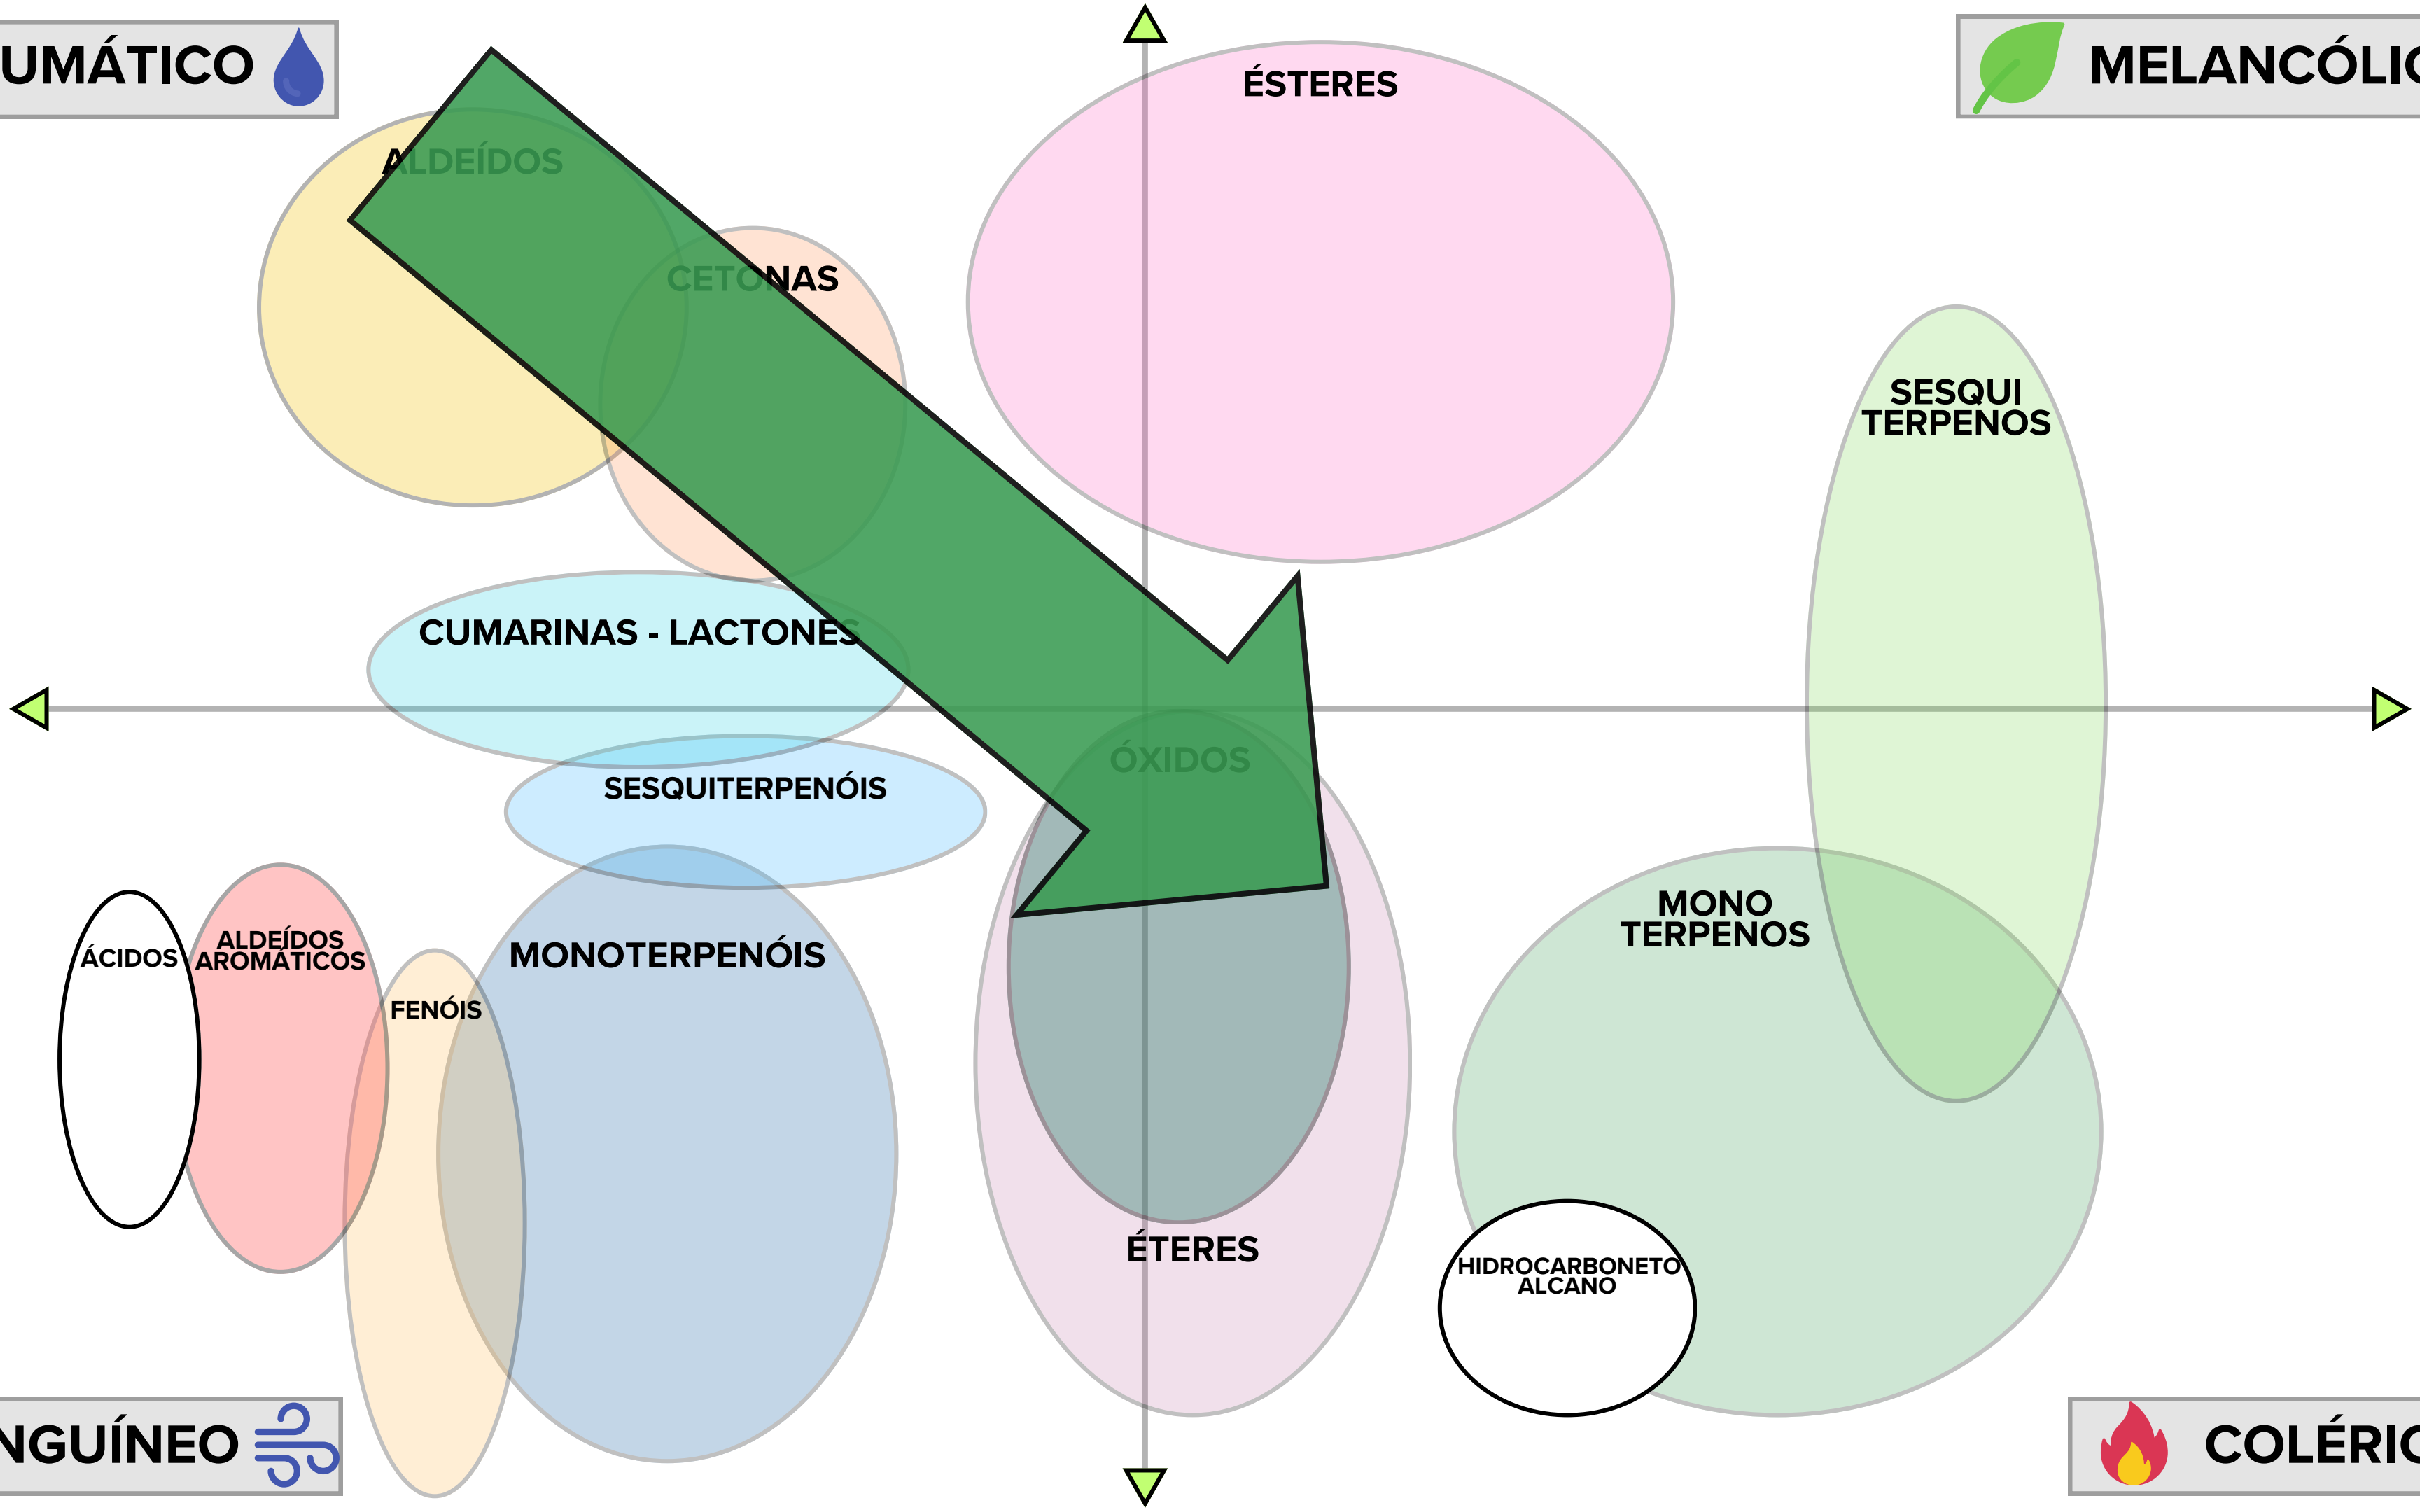 UMÁTICO
MELANCÓLIC
ÉSTERES
ALDEÍDOS
CETONAS
SESQUI
TERPENOS
CUMARINAS - LACTONES
ÓXIDOS
SESQUITERPENÓIS
MONO
TERPENOS
ÁCIDOS
ALDEÍDOS
AROMÁTICOS
MONOTERPENÓIS
FENÓIS
ÉTERES
HIDROCARBONETO
ALCANO
NGUÍNEO
COLÉRIC